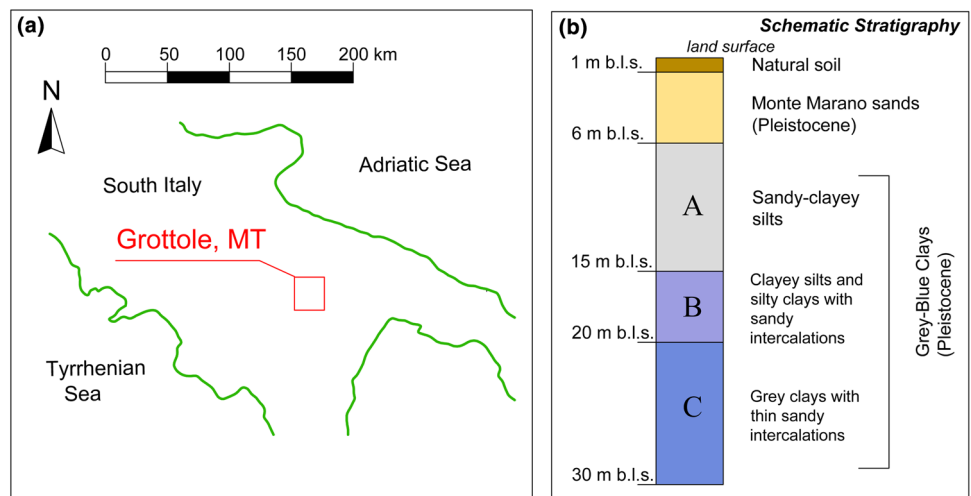 (a)
0 50 100 150 200 km
N
Adriatic Sea
South Italy
Grottole, MT
Tyrrhenian
Sea
(b)
Schematic Stratigraphy
land surface
1 m b.l.s.
Natural soil
Monte Marano sands
(Pleistocene)
6 m b.l.s.
A
Sandy-clayey
silts
15 m b.l.s.
B
Clayey silts and
silty clays with
sandy
intercalations
20 m b.l.s.
C
Grey clays with
thin sandy
intercalations
30 m b.l.s.
Grey-Blue Clays
(Pleistocene)